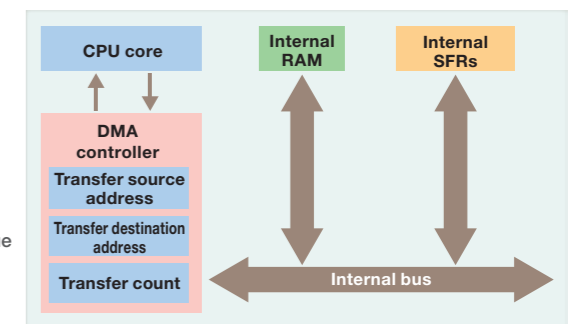 CPU core
Internal
RAM
Internal
SFRs
DMA
controller
Transfer source
address
Transfer destination
address
Transfer count
Internal bus